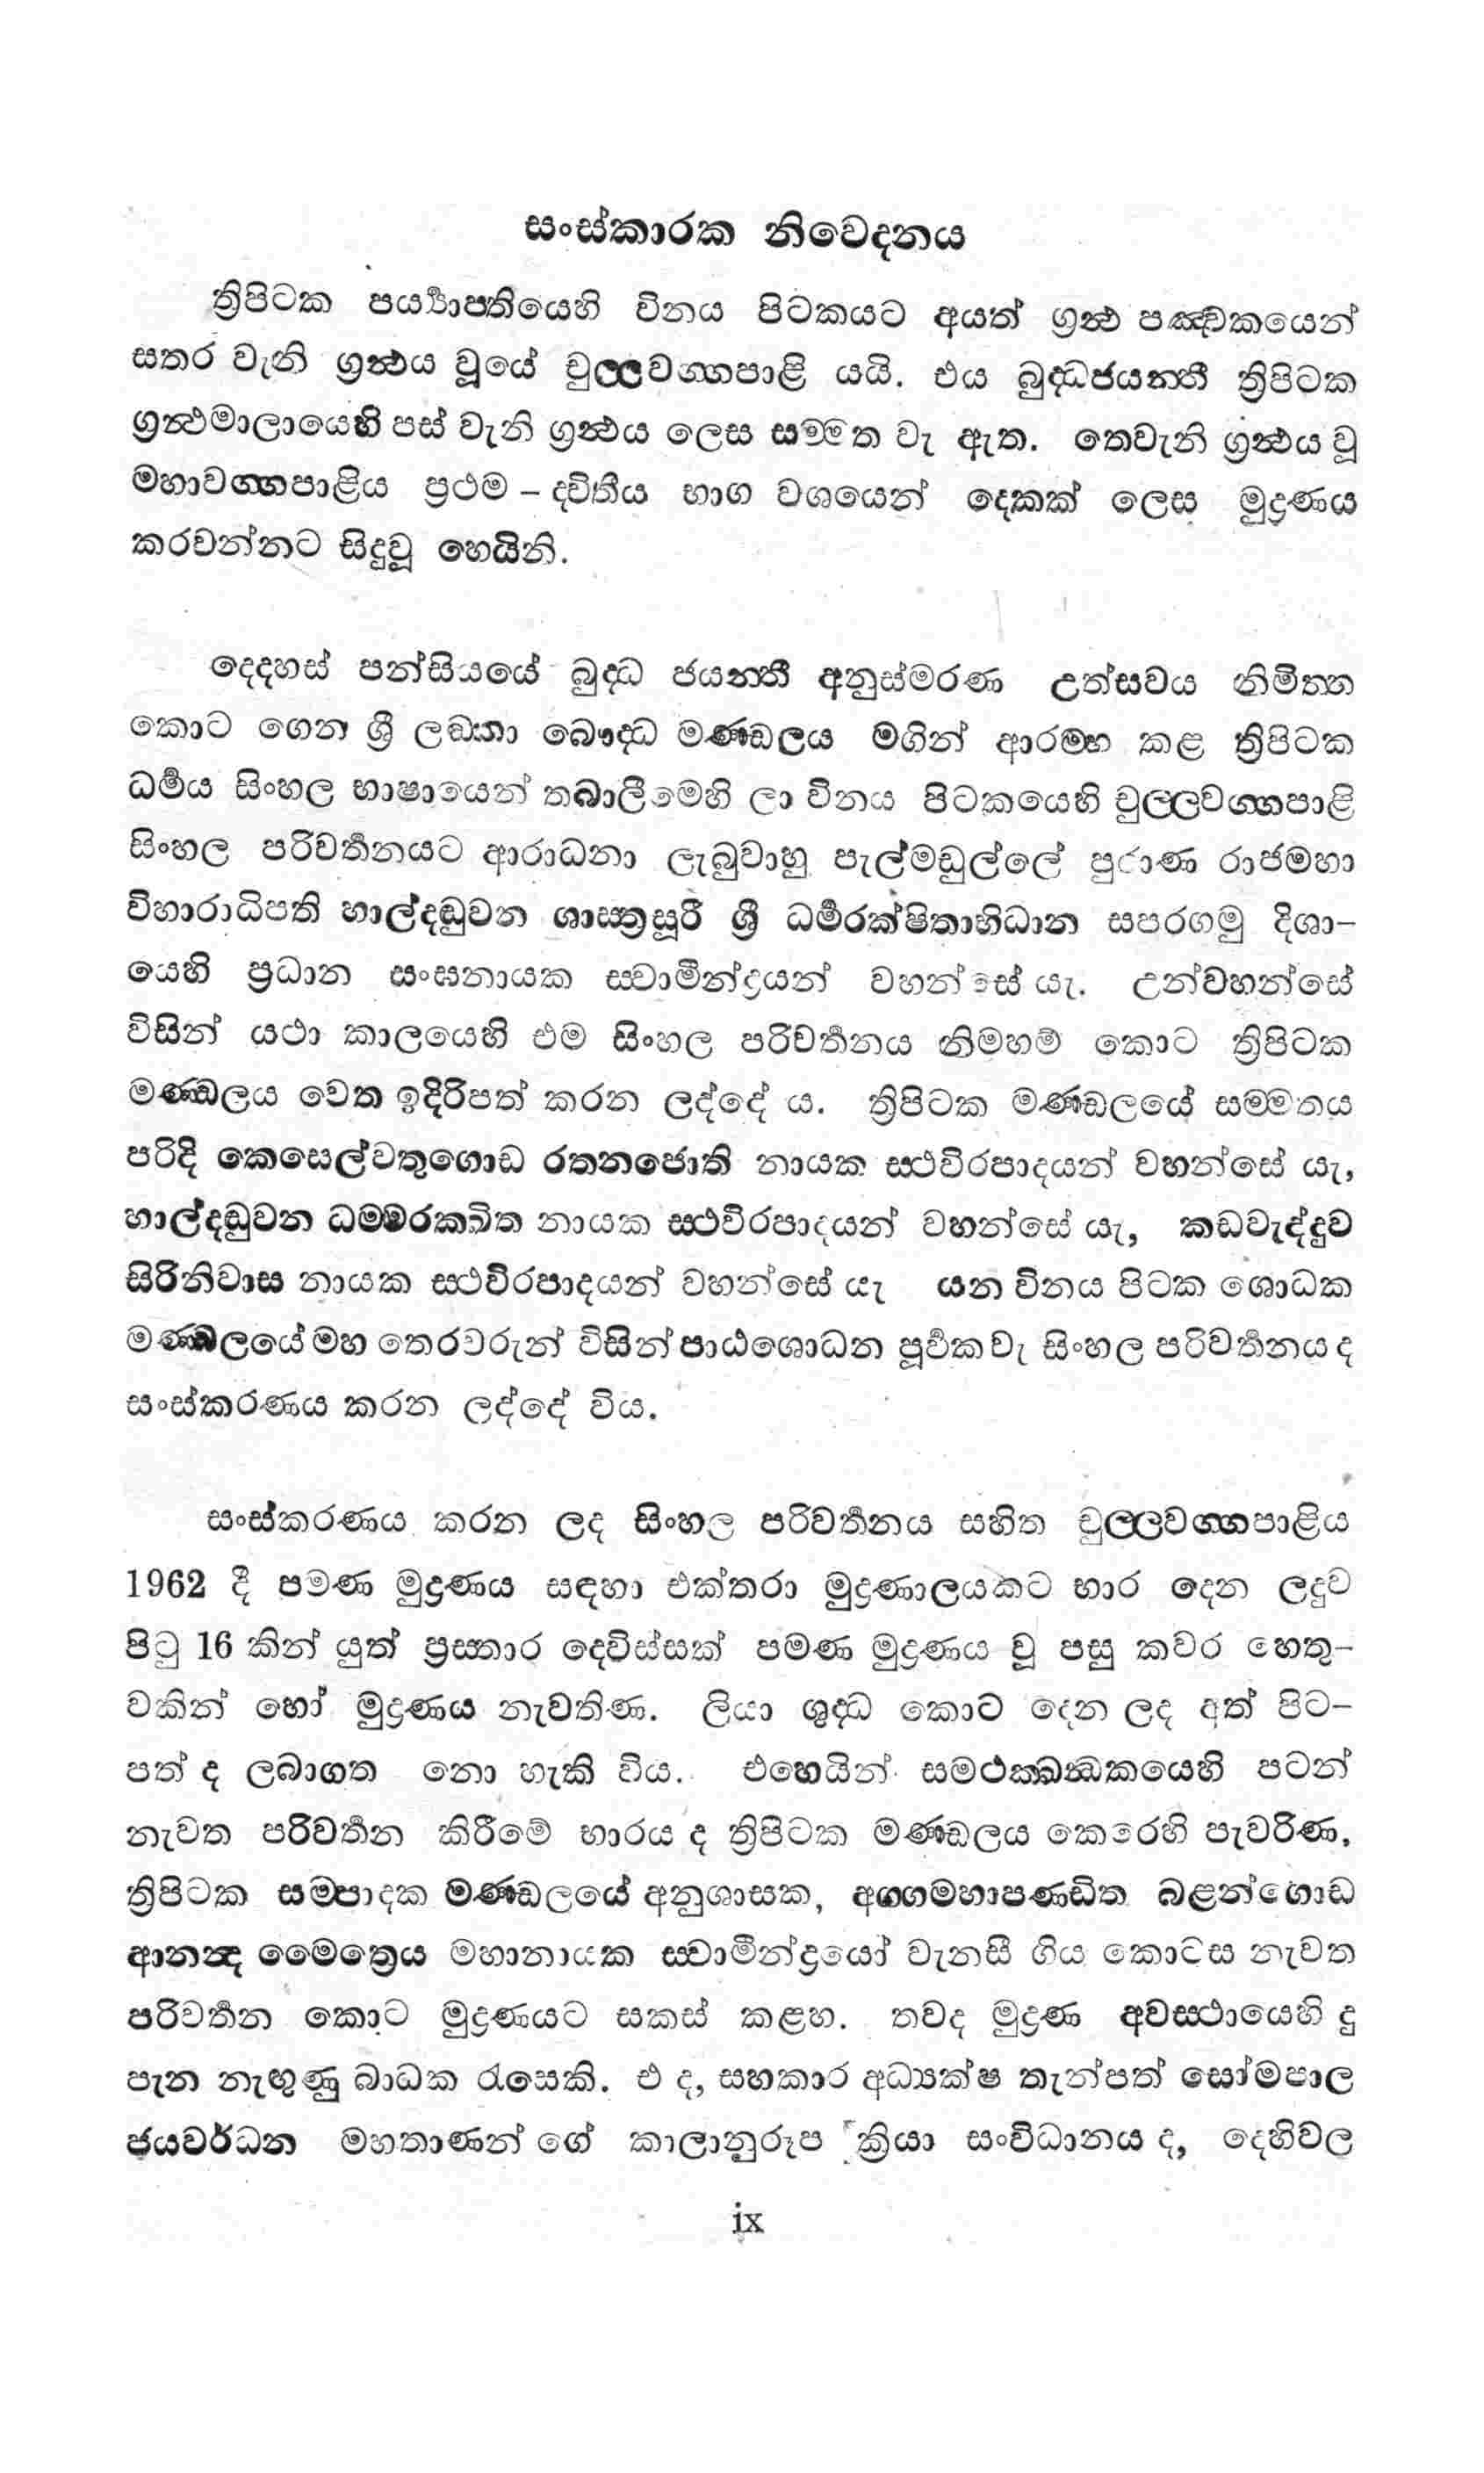 සංස්කාරක නිවෙදනය
ත්‍රිපිටක පර්‍ය්‍යාප්තියෙහි විනය පිටකයට අයත් ග්‍රන්‍ථ පඤ්චකයෙන්
සතර වැනි ග්‍රන්‍ථය වූයේ චුල්ලවග්ගපාළි යයි. එය බුද්ධජයන්ති ත්‍රිපිටක
ග්‍රන්‍ථමාලායෙහි පස් වැනි ග්‍රන්‍ථය ලෙස සම්මත වැ ඇත. තෙවැනි ග්‍රන්‍ථය වූ
මහාවග්ගපාළිය ප්‍රථම – ද්විතීය භාග වශයෙන් දෙකක් ලෙස මුද්‍රණය
කරවන්නට සිදුවූ හෙයිනි.
දෙදහස් පන්සියයේ බුද්ධ ජයන්ති අනුස්මරණ උත්සවය නිමිත්ත
කොට ගෙන ශ්‍රී ලඞ්කා බෞද්ධ මණ්ඩලය මගින් ආරම්භ කළ ත්‍රිපිටක
ධර්‍මය සිංහල භාෂායෙන් තබාලීමෙහි ලා විනය පිටකයෙහි චුල්ලවග්ගපාළි
සිංහල පරිවර්‍තනයට ආරාධනා ලැබුවාහු පැල්මඩුල්ලේ පුරාණ රාජමහා
විහාරාධිපති හාල්දඬුවන ශාස්ත්‍රසූරී ශ්‍රී ධර්‍මරක්ෂිතාභිධාන සපරගමු දිශා-
යෙහි ප්‍රධාන සංඝනායක ස්වාමීන්ද්‍රයන් වහන්සේ යැ. උන්වහන්සේ
විසින් යථා කාලයෙහි එම සිංහල පරිවර්‍තනය නිමහම් කොට ත්‍රිපිටක
මණ්ඩලය වෙත ඉදිරිපත් කරන ලද්දේ ය. ත්‍රිපිටක මණ්ඩලයේ සම්මතය
පරිදි කෙසෙල්වතුගොඩ රතනජොති නායක ස්ථවිරපාදයන් වහන්සේ යැ,
හාල්දඬුවන ධම්මරක්ඛිත නායක ස්ථවිරපාදයන් වහන්සේ යැ, කඩවැද්දුව
සිරිනිවාස නායක ස්ථවිරපාදයන් වහන්සේ යැ යන විනය පිටක ශොධක
මණ්ඩලයේ මහ තෙරවරුන් විසින් පාඨශොධන පූර්‍වක වැ සිංහල පරිවර්‍තනය ද
සංස්කරණය කරන ලද්දේ විය.
සංස්කරණය කරන ලද සිංහල පරිවර්‍තනය සහිත චුල්ලවග්ගපාළිය
1962 දී පමණ මුද්‍රණය සඳහා එක්තරා මුද්‍රණාලයකට භාර දෙන ලදුව
පිටු 16 කින් යුත් ප්‍රස්තාර දෙවිස්සක් පමණ මුද්‍රණය වූ පසු කවර හෙතු-
වකින් හෝ මුද්‍රණය නැවතිණ. ලියා ශුද්ධ කොට දෙන ලද අත් පිට-
පත් ද ලබාගත නො හැකි විය. එහෙයින් සමථක්ඛන්ධකයෙහි පටන්
නැවත පරිවර්‍තන කිරීමේ භාරය ද ත්‍රිපිටක මණ්ඩලය කෙරෙහි පැවරිණ.
ත්‍රිපිටක සම්පාදක මණ්ඩලයේ අනුශාසක, අග්ගමහාපණ්ඩිත බළන්ගොඩ
ආනන්‍ද මෛත්‍රෙය මහානායක ස්වාමීන්ද්‍රයෝ වැනසී ගිය කොටස නැවත
පරිවර්‍තන කොට මුද්‍රණයට සකස් කළහ. තවද මුද්‍රණ අවස්ථායෙහි දු
පැන නැඟුණු බාධක රැසෙකි. එ ද, සහකාර අධ්‍යක්ෂ තැන්පත් සෝමපාල
ජයවර්ධන මහතාණන් ගේ කාලානුරූප ක්‍රියා සංවිධානය ද, දෙහිවල
ix